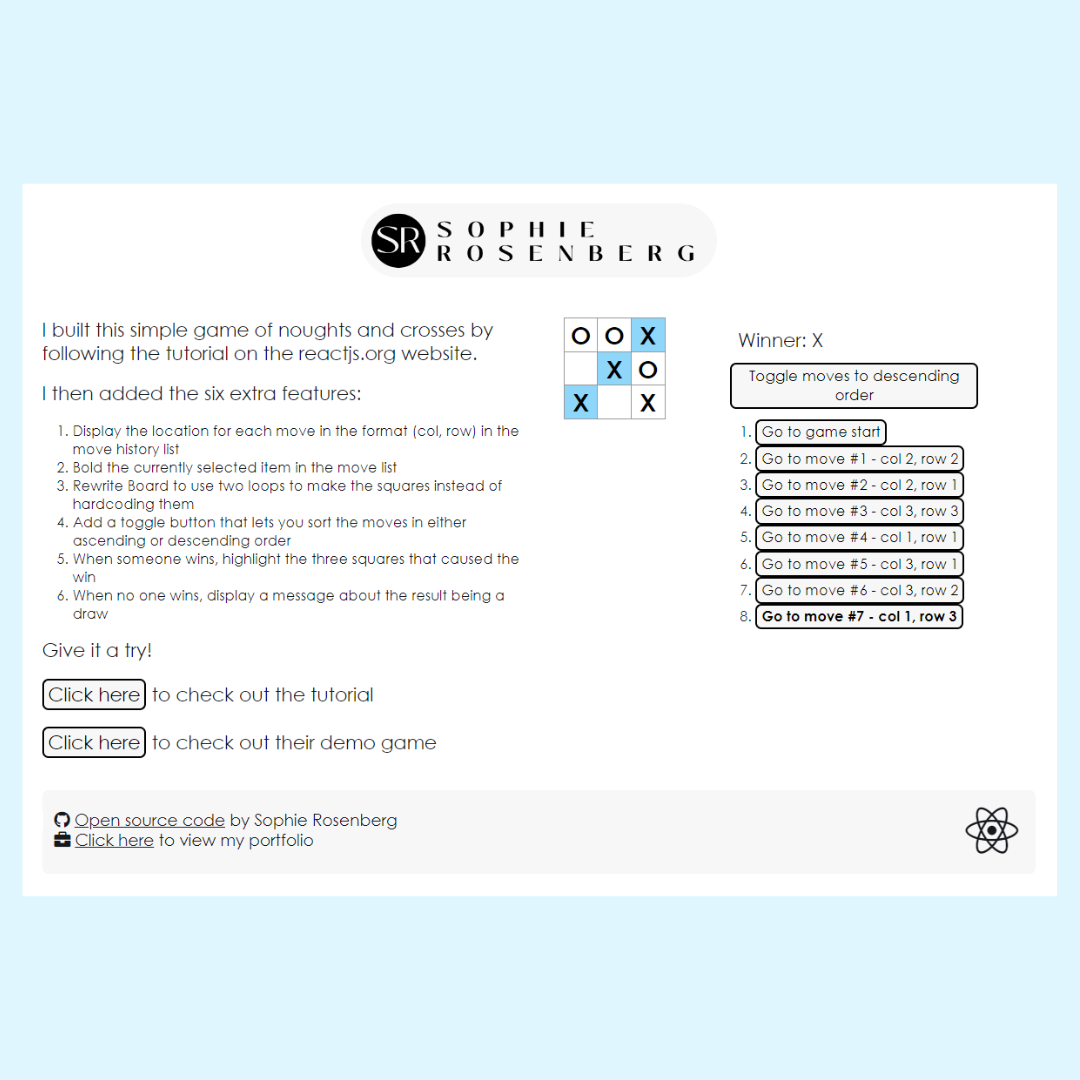 SR
SOPHIE
ROSENBERG
I built this simple game of noughts and crosses by
following the tutorial on the reactjs.org website.
I then added the six extra features:
1. Display the location for each move in the format (col, row) in the
move history list
2. Bold the currently selected item in the move list
3. Rewrite Board to use two loops to make the squares instead of
hardcoding them
4. Add a toggle button that lets you sort the moves in either
ascending or descending order
5. When someone wins, highlight the three squares that caused the
win
6. When no one wins, display a message about the result being a
draw
Give it a try!
Click here to check out the tutorial
Click here to check out their demo game
O O X
X O
X X
Winner: X
Toggle moves to descending
order
1. Go to game start
2. Go to move #1 - col 2, row 2
3. Go to move #2 - col 2, row 1
4. Go to move #3 - col 3, row 3
5. Go to move #4 - col 1, row 1
6. Go to move #5 - col 3, row 1
7. Go to move #6 - col 3, row 2
8. Go to move #7 - col 1, row 3
Open source code by Sophie Rosenberg
Click here to view my portfolio